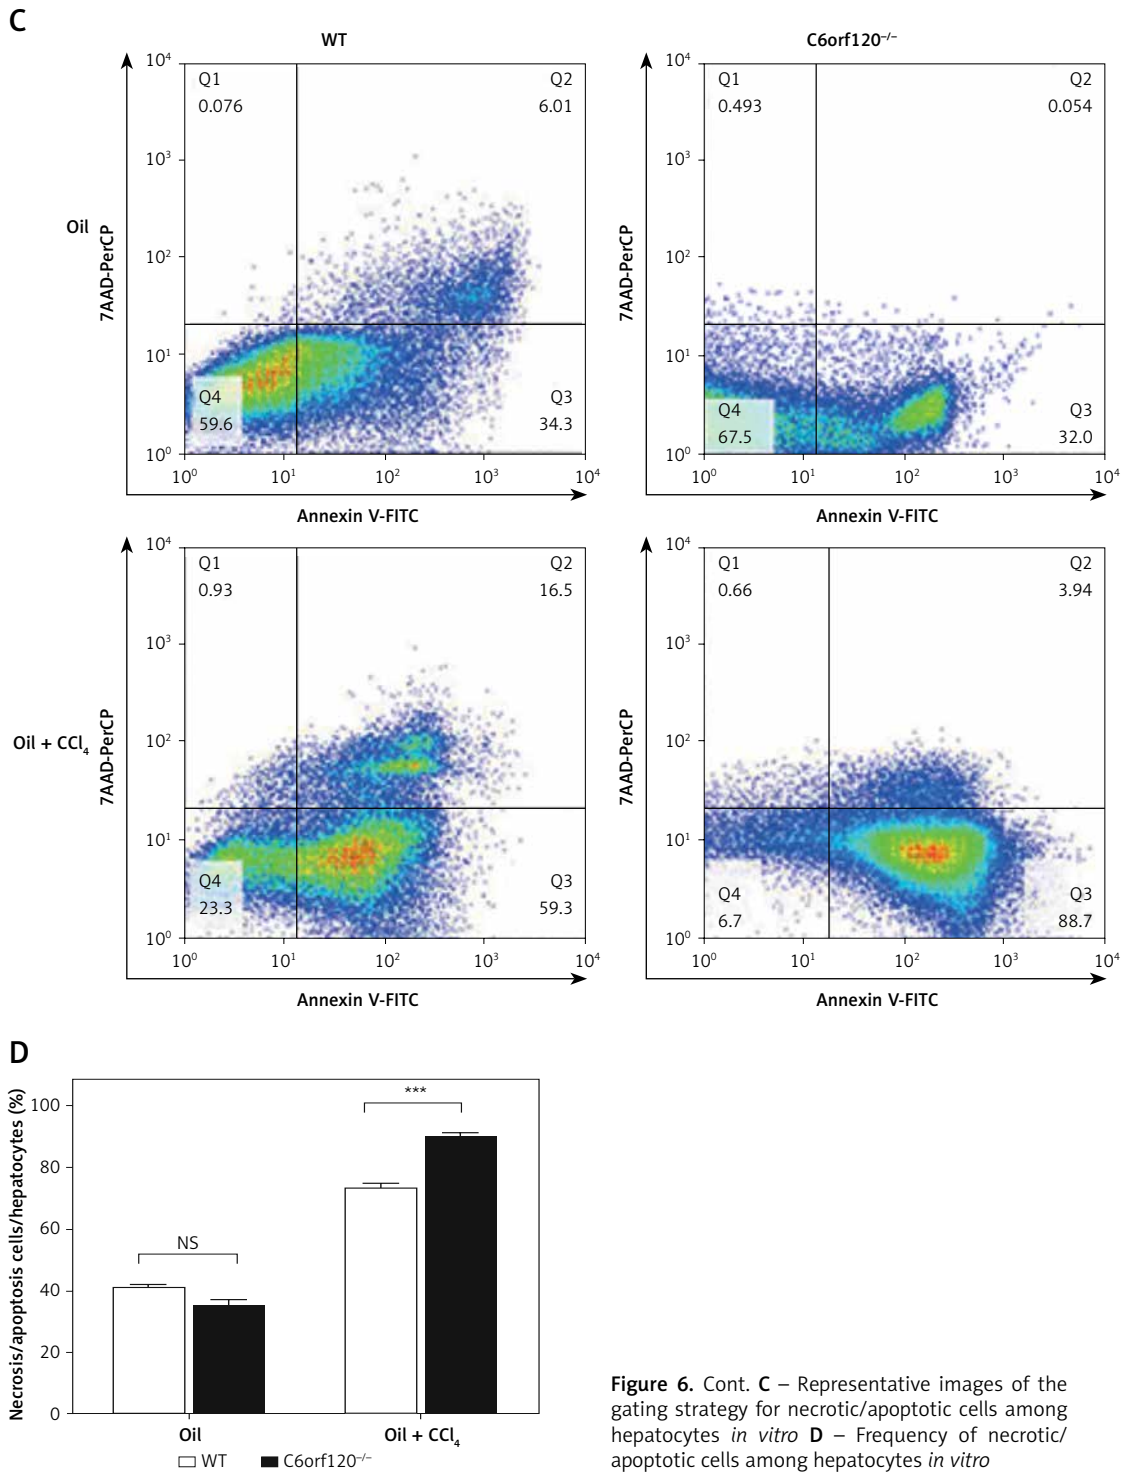 C
WT
C6orf120⁻/⁻
Oil
7AAD-PerCP
10⁴
10³
10²
10¹
10⁰
Q1
0.076
Q2
6.01
Q4
59.6
Q3
34.3
10⁰ 10¹ 10² 10³ 10⁴
Annexin V-FITC
7AAD-PerCP
10⁴
10³
10²
10¹
10⁰
Q1
0.493
Q2
0.054
Q4
67.5
Q3
32.0
10⁰ 10¹ 10² 10³ 10⁴
Annexin V-FITC
Oil + CCl₄
7AAD-PerCP
10⁴
10³
10²
10¹
10⁰
Q1
0.93
Q2
16.5
Q4
23.3
Q3
59.3
10⁰ 10¹ 10² 10³ 10⁴
Annexin V-FITC
7AAD-PerCP
10⁴
10³
10²
10¹
10⁰
Q1
0.66
Q2
3.94
Q4
6.7
Q3
88.7
10⁰ 10¹ 10² 10³ 10⁴
Annexin V-FITC
D
Necrosis/apoptosis cells/hepatocytes (%)
100
80
60
40
20
0
NS
***
Oil
Oil + CCl₄
WT
C6orf120⁻/⁻
Figure 6. Cont. C – Representative images of the
gating strategy for necrotic/apoptotic cells among
hepatocytes in vitro D – Frequency of necrotic/
apoptotic cells among hepatocytes in vitro